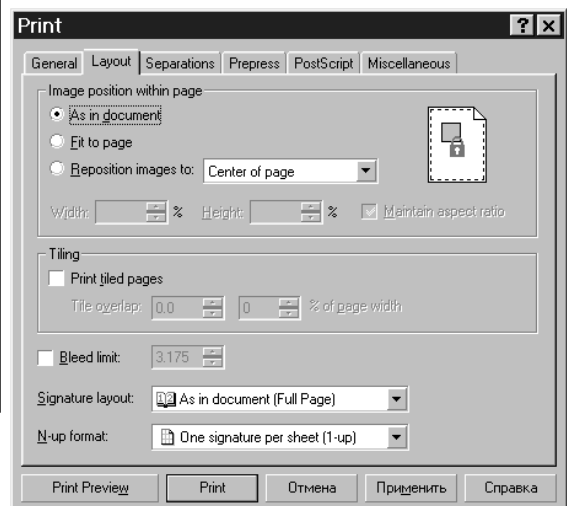 Print
General Layout Separations Prepress PostScript Miscellaneous
Image position within page
As in document
Fit to page
Reposition images to: Center of page
Width: % Height: % Maintain aspect ratio
Tiling
Print tiled pages
Tile overlap: 0.0 0 % of page width
Bleed limit: 3.175
Signature layout: 12 As in document (Full Page)
N-up format: One signature per sheet (1-up)
Print Preview Print Отмена Применить Справка